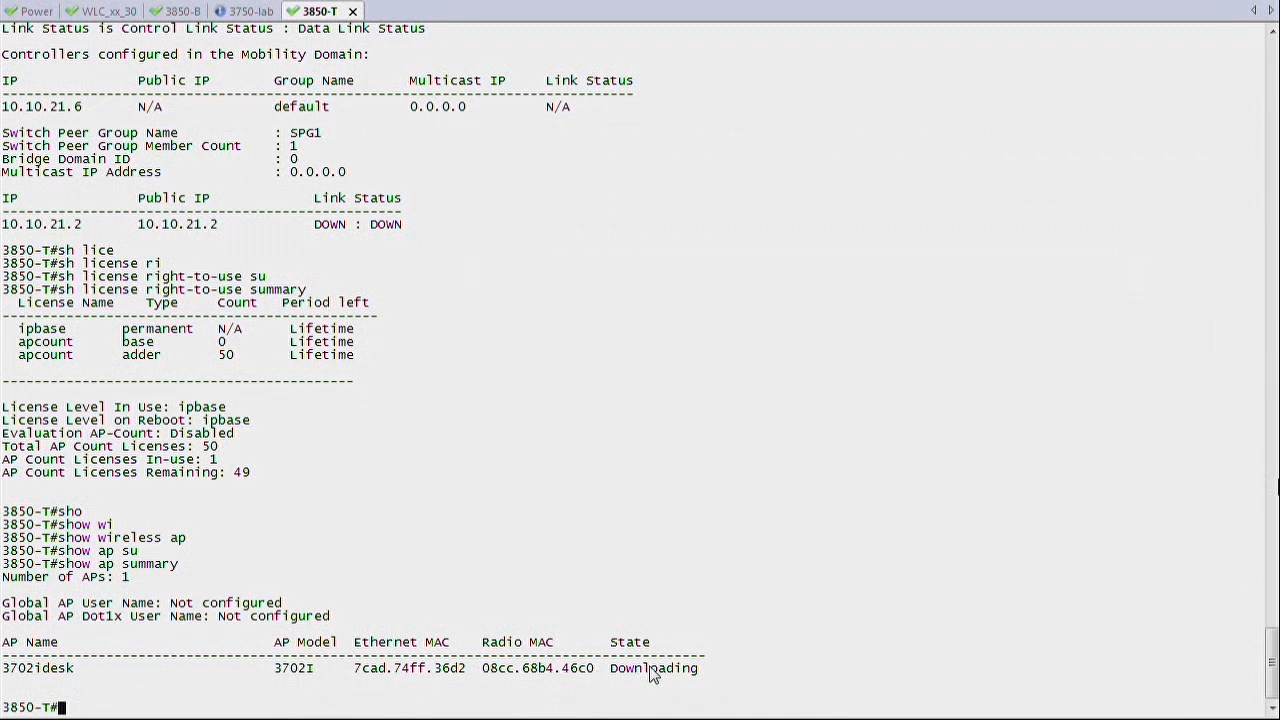 Power WLC_xx_30 3850-B 3750-lab 3850-T
Link Status is Control Link Status : Data Link Status
Controllers configured in the Mobility Domain:
IP Public IP Group Name Multicast IP Link Status
-------------------------------------------------------------------------------
10.10.21.6 N/A default 0.0.0.0 N/A
Switch Peer Group Name : SPG1
Switch Peer Group Member Count : 1
Bridge Domain ID : 0
Multicast IP Address : 0.0.0.0
IP Public IP Link Status
--------------------------------------------------
10.10.21.2 10.10.21.2 DOWN : DOWN
3850-T#sh lice
3850-T#sh license ri
3850-T#sh license right-to-use su
3850-T#sh license right-to-use summary
License Name Type Count Period left
-----------------------------------------------
ipbase permanent N/A Lifetime
apcount base 0 Lifetime
apcount adder 50 Lifetime
--------------------------------------------
License Level In Use: ipbase
License Level on Reboot: ipbase
Evaluation AP-Count: Disabled
Total AP Count Licenses: 50
AP Count Licenses In-use: 1
AP Count Licenses Remaining: 49
3850-T#sho
3850-T#show wi
3850-T#show wireless ap
3850-T#show ap su
3850-T#show ap summary
Number of APs: 1
Global AP User Name: Not configured
Global AP Dot1x User Name: Not configured
AP Name AP Model Ethernet MAC Radio MAC State
----------------------------------------------------------------------------------------
3702idesk 3702I 7cad.74ff.36d2 08cc.68b4.46c0 Downloading
3850-T#